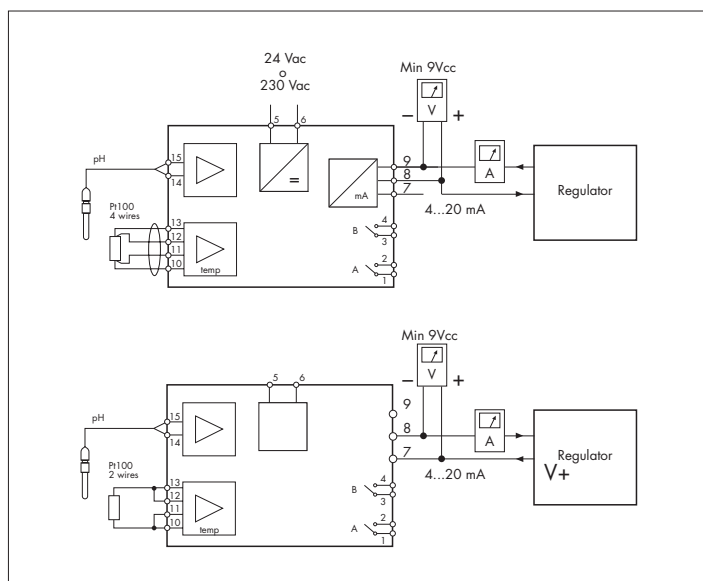 24 Vac
o
230 Vac
Min 9Vcc
5 6
– V +
pH
15
14
=
9
8
7
mA
A
Regulator
4...20 mA
Pt100
4 wires
13
12
11
10
temp
B
4
3
A
2
1
Min 9Vcc
– V +
5 6
pH
15
14
9
8
7
A
Regulator
V+
4...20 mA
Pt100
2 wires
13
12
11
10
temp
B
4
3
A
2
1